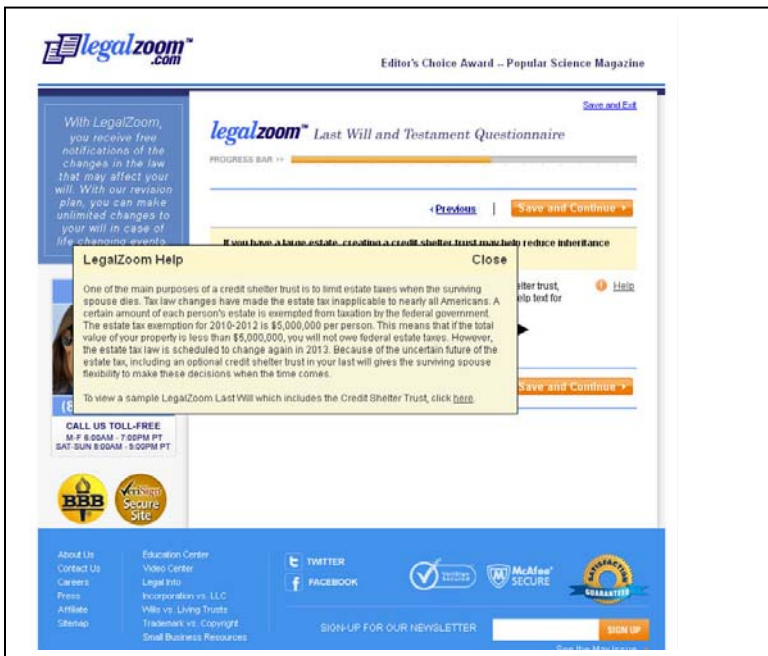 legalzoom™
.com
Editor's Choice Award -- Popular Science Magazine
Save and Exit
With LegalZoom,
you receive free
notifications of the
changes in the law
that may affect your
will. With our revision
plan, you can make
unlimited changes to
your will in case of
life changing events
legalzoom™ Last Will and Testament Questionnaire
PROGRESS BAR >>
Previous | Save and Continue
If you have a large estate, creating a credit shelter trust may help reduce inheritance
LegalZoom Help Close
One of the main purposes of a credit shelter trust is to limit estate taxes when the surviving
spouse dies. Tax law changes have made the estate tax inapplicable to nearly all Americans. A
certain amount of each person's estate is exempted from taxation by the federal government.
The estate tax exemption for 2010-2012 is $5,000,000 per person. This means that if the total
value of your property is less than $5,000,000, you will not owe federal estate taxes. However,
the estate tax law is scheduled to change again in 2013. Because of the uncertain future of the
estate tax, including an optional credit shelter trust in your last will gives the surviving spouse
flexibility to make these decisions when the time comes.
To view a sample LegalZoom Last Will which includes the Credit Shelter Trust, click here.
trust, Help
help text for
Save and Continue
(8
CALL US TOLL-FREE
M-F 6:00AM - 7:00PM PT
SAT-SUN 8:00AM - 5:00PM PT
BBB
VeriSign
Secure
Site
About Us
Contact Us
Careers
Press
Affiliate
Sitemap
Education Center
Video Center
Legal Info
Incorporation vs. LLC
Wills vs. Living Trusts
Trademark vs. Copyright
Small Business Resources
TWITTER
FACEBOOK
VeriSign
Secured
McAfee
SECURE
SATISFACTION
GUARANTEED
SIGN-UP FOR OUR NEWSLETTER SIGN UP
See the May Issue